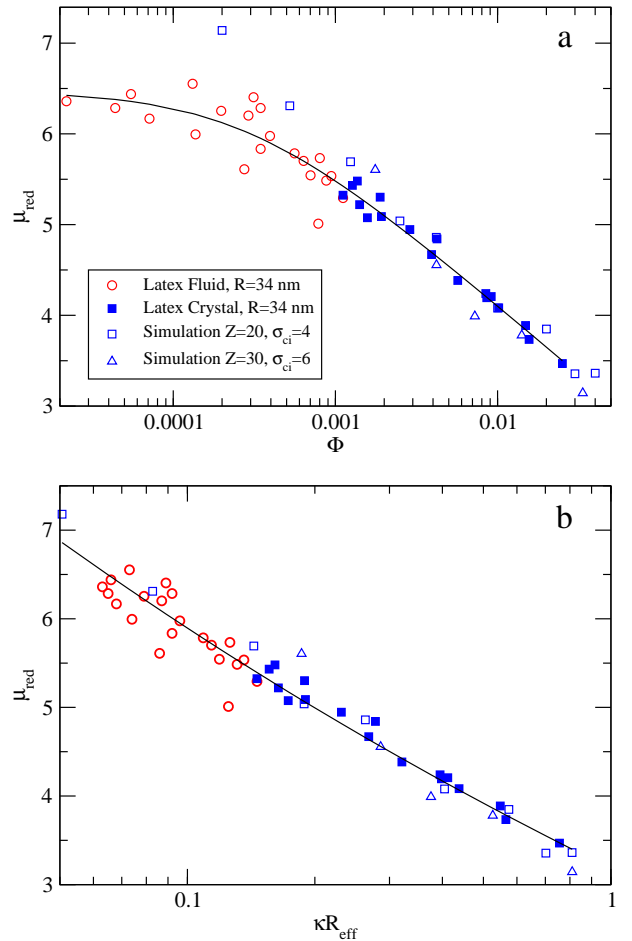 a
7
6
5
4
3
μred
Latex Fluid, R=34 nm
Latex Crystal, R=34 nm
Simulation Z=20, σci=4
Simulation Z=30, σci=6
0.0001 0.001 0.01
Φ
b
7
6
5
4
3
μred
0.1 1
κReff